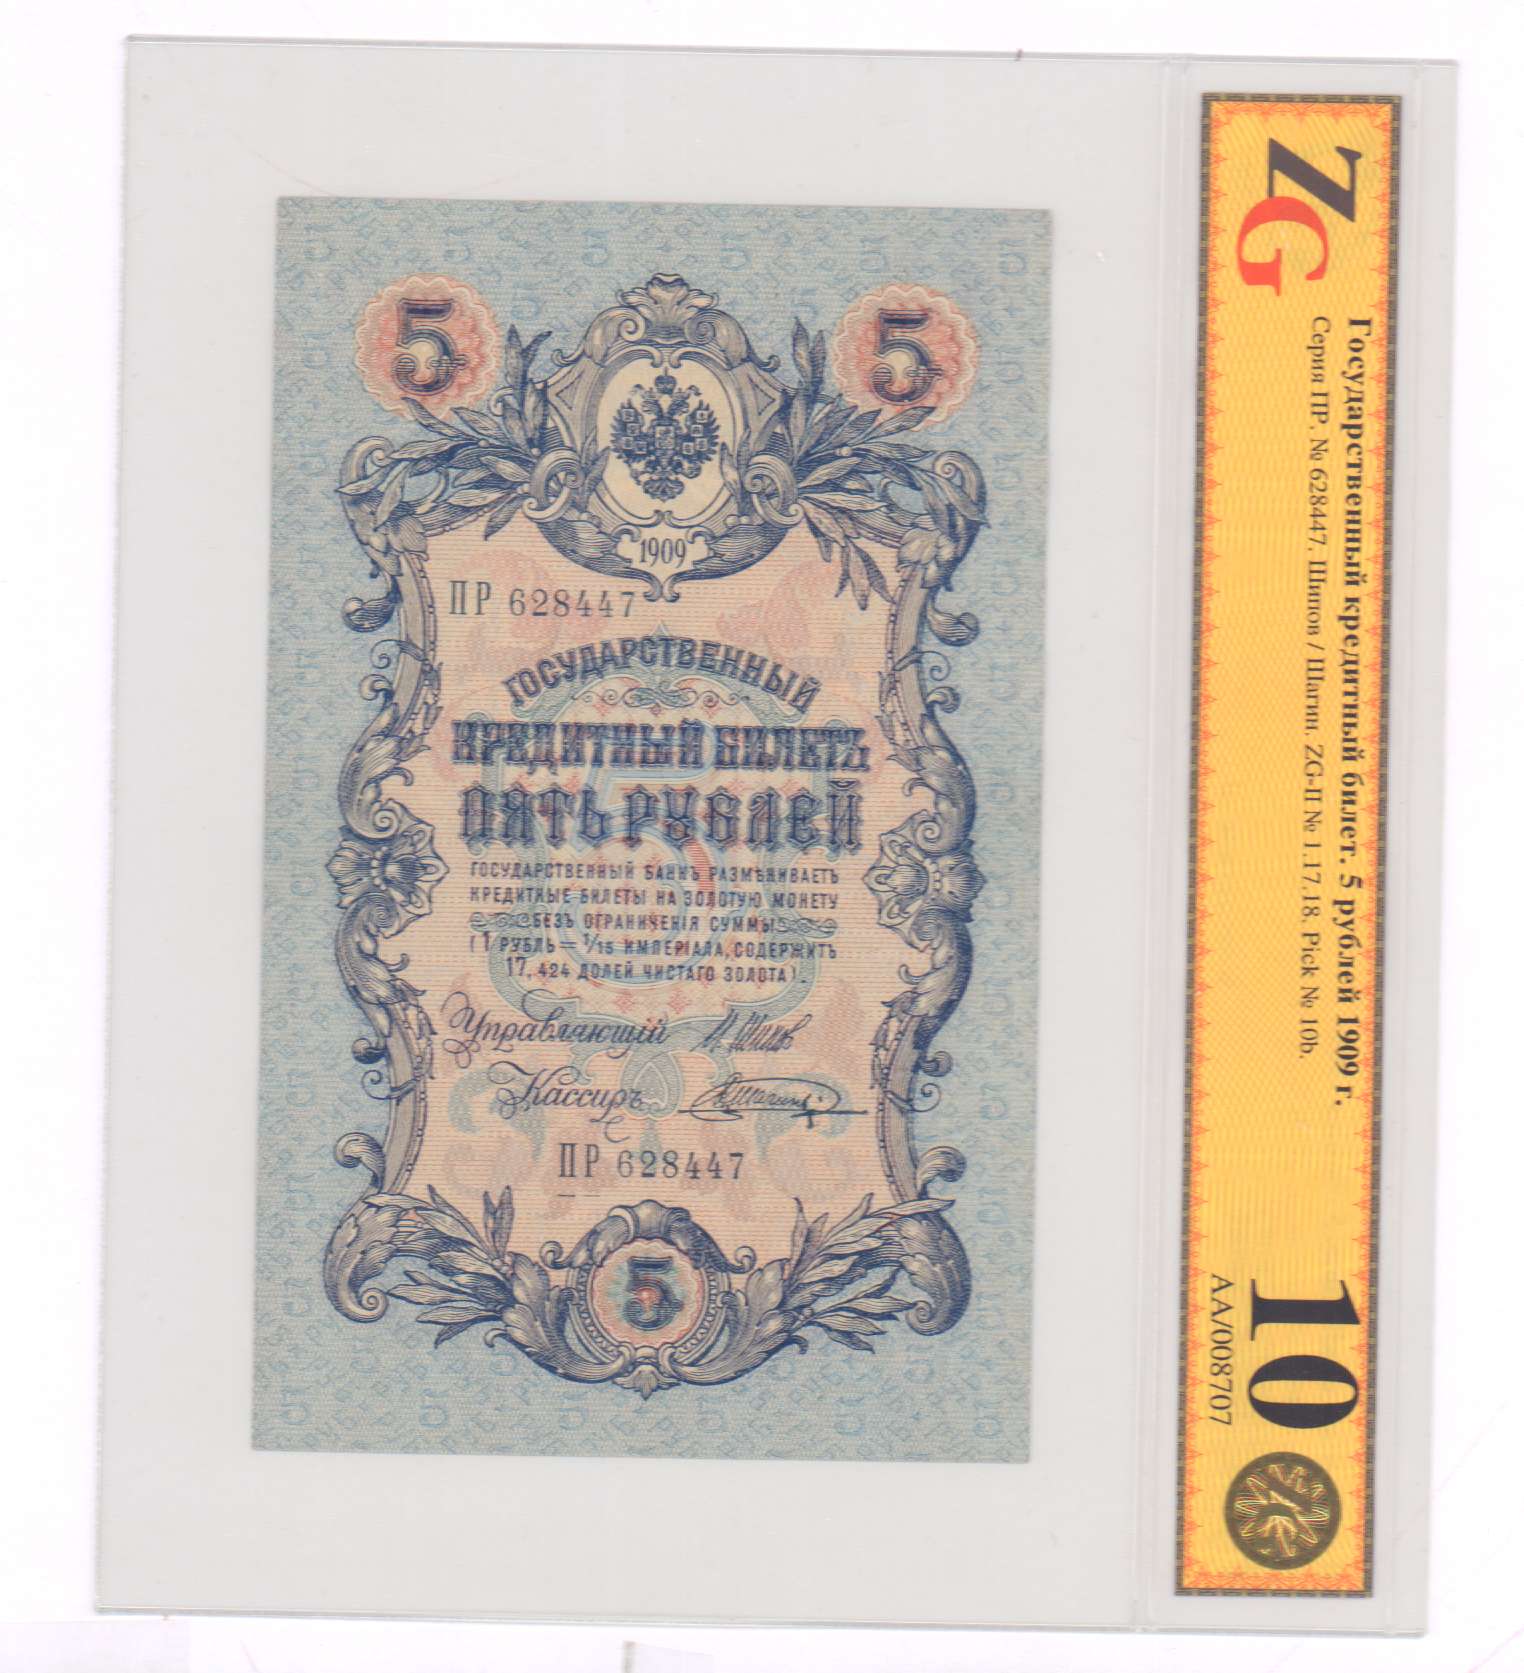 5
5
1909
ПР 628447
ГОСУДАРСТВЕННЫЙ
КРЕДИТНЫЙ БИЛЕТЪ
ПЯТЬ РУБЛЕЙ
ГОСУДАРСТВЕННЫЙ БАНКЪ РАЗМѢНИВАЕТЪ
КРЕДИТНЫЕ БИЛЕТЫ НА ЗОЛОТУЮ МОНЕТУ
БЕЗЪ ОГРАНИЧЕНІЯ СУММЫ
(1 РУБЛЬ = 1/15 ИМПЕРІАЛА, СОДЕРЖИТЪ
17,424 ДОЛЕЙ ЧИСТАГО ЗОЛОТА).
Управляющій
Кассиръ
ПР 628447
5
ZG
Государственный кредитный билет. 5 рублей 1909 г.
Серия ПР. № 628447. Шипов / Шагин. ZG-П № 1.17.18. Pick № 10b.
10
АА/008707